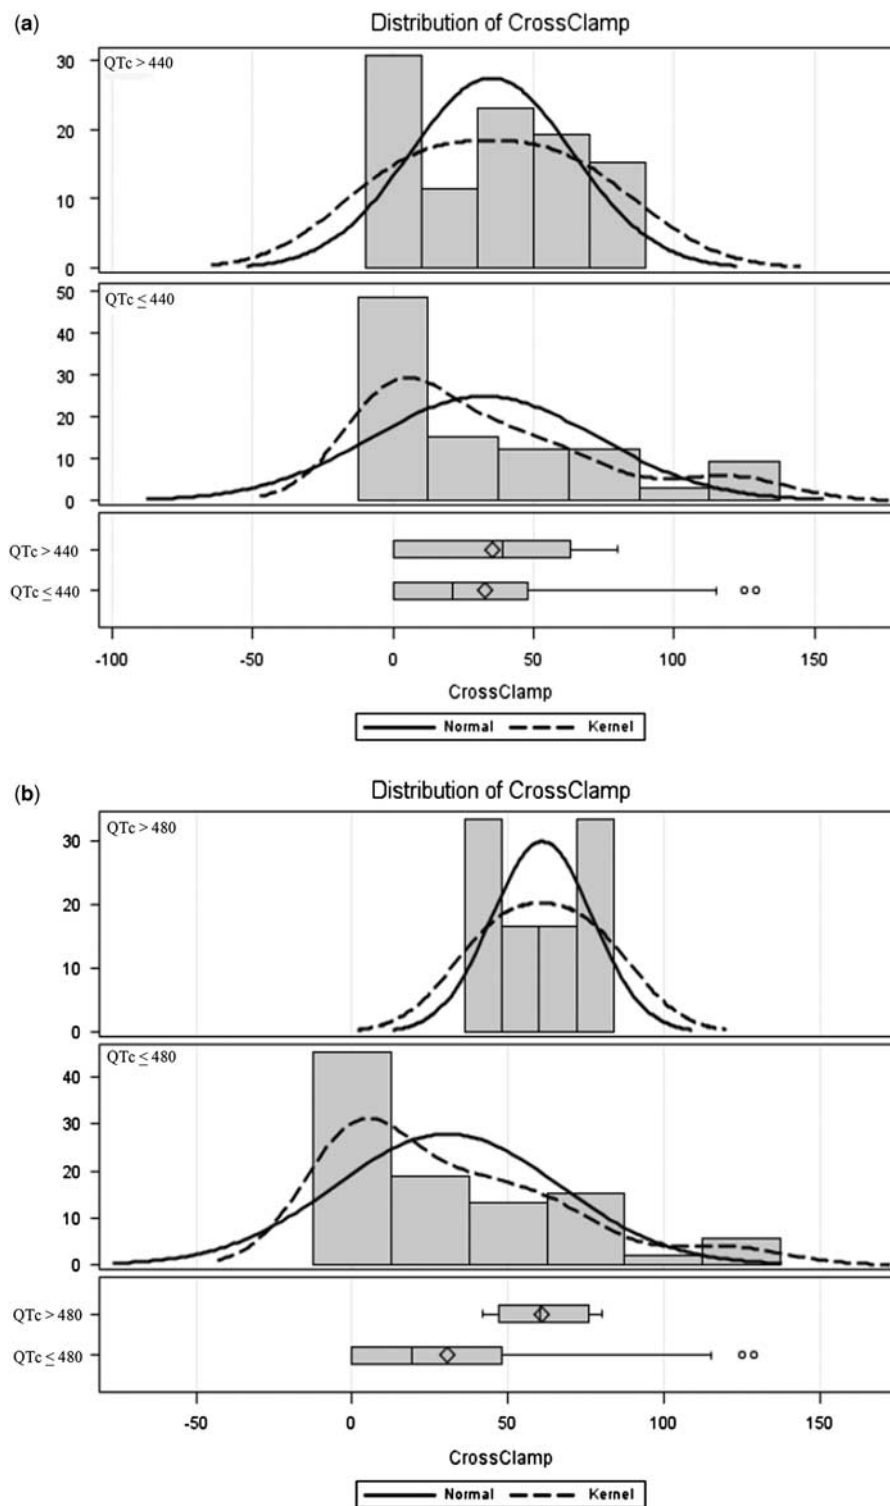 (a)
Distribution of CrossClamp
QTc > 440
30
20
10
0
QTc ≤ 440
50
40
30
20
10
0
QTc > 440
QTc ≤ 440
-100 -50 0 50 100 150
CrossClamp
Normal Kernel
(b)
Distribution of CrossClamp
QTc > 480
30
20
10
0
QTc ≤ 480
40
30
20
10
0
QTc > 480
QTc ≤ 480
-50 0 50 100 150
CrossClamp
Normal Kernel